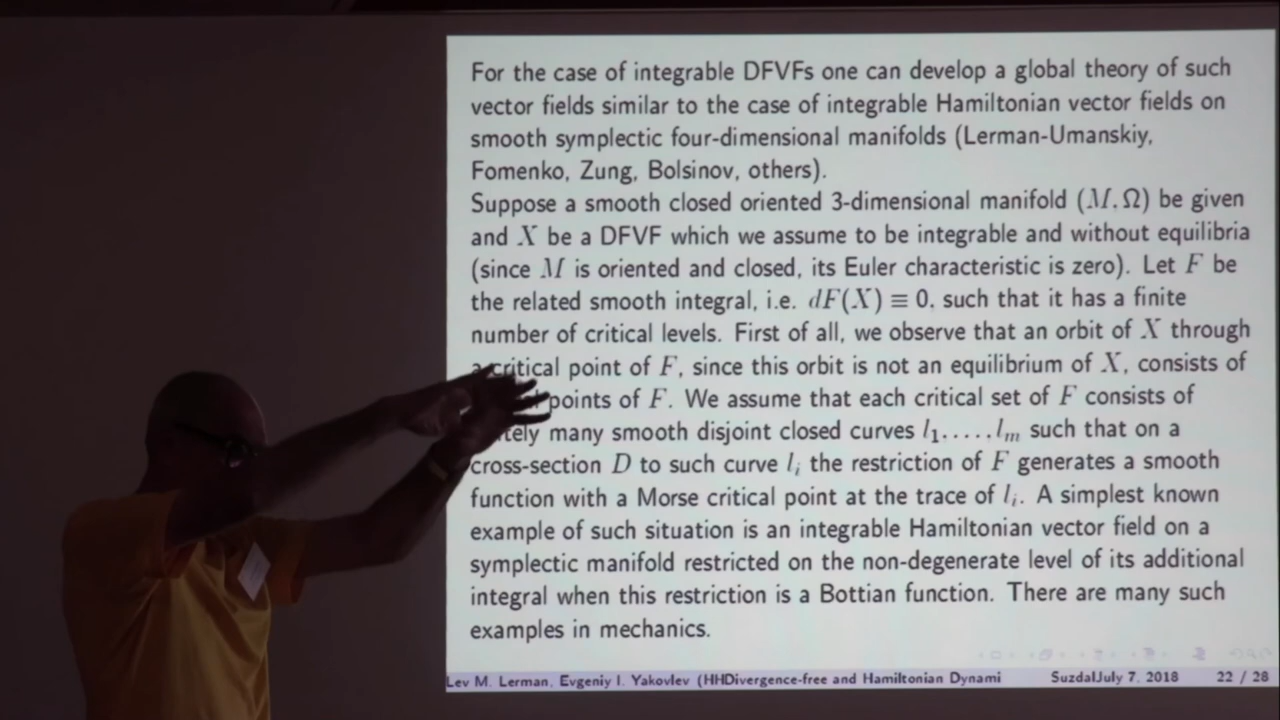 For the case of integrable DFVFs one can develop a global theory of such
vector fields similar to the case of integrable Hamiltonian vector fields on
smooth symplectic four-dimensional manifolds (Lerman-Umanskiy,
Fomenko, Zung, Bolsinov, others).
Suppose a smooth closed oriented 3-dimensional manifold (M, Ω) be given
and X be a DFVF which we assume to be integrable and without equilibria
(since M is oriented and closed, its Euler characteristic is zero). Let F be
the related smooth integral, i.e. dF(X) ≡ 0, such that it has a finite
number of critical levels. First of all, we observe that an orbit of X through
a critical point of F, since this orbit is not an equilibrium of X, consists of
points of F. We assume that each critical set of F consists of
many smooth disjoint closed curves l₁, . . . , lₘ such that on a
cross-section D to such curve lᵢ the restriction of F generates a smooth
function with a Morse critical point at the trace of lᵢ. A simplest known
example of such situation is an integrable Hamiltonian vector field on a
symplectic manifold restricted on the non-degenerate level of its additional
integral when this restriction is a Bottian function. There are many such
examples in mechanics.
Lev M. Lerman, Evgeniy I. Yakovlev (HHDivergence-free and Hamiltonian Dynami SuzdalJuly 7, 2018 22 / 28